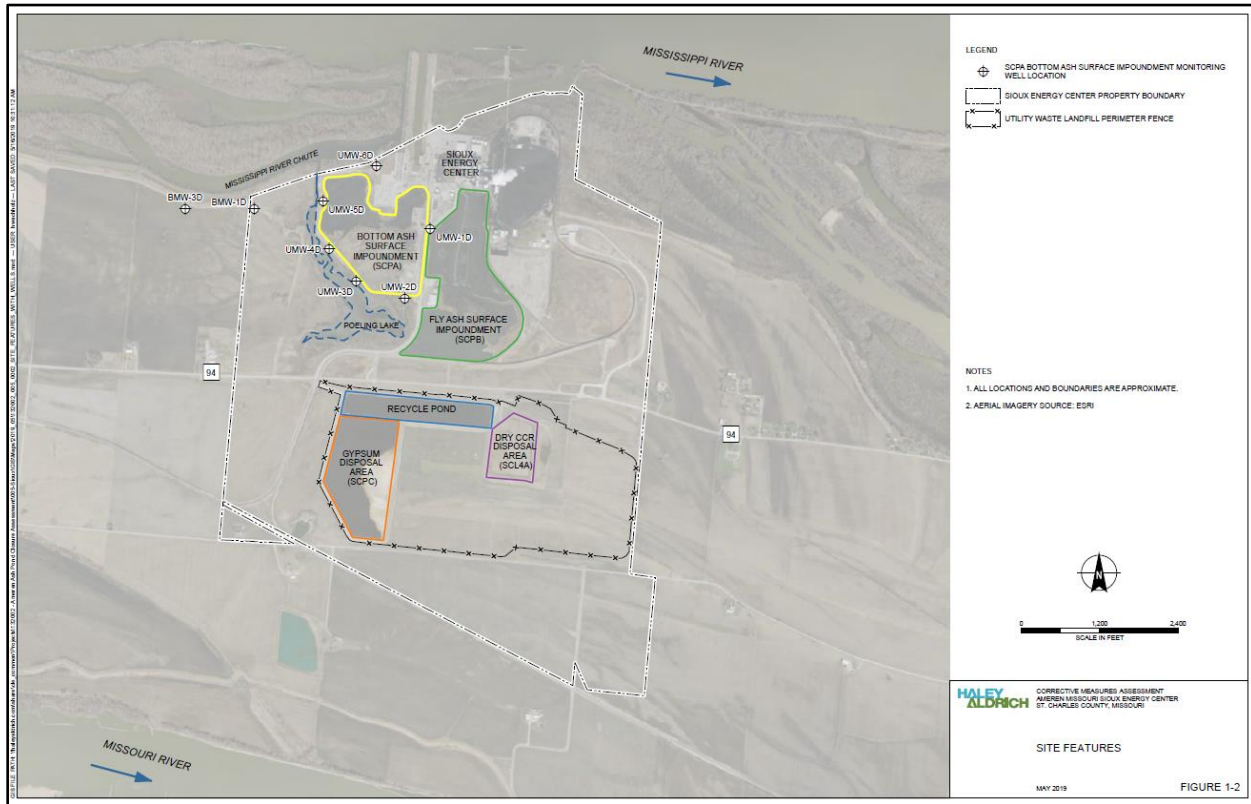 MISSISSIPPI RIVER
MISSISSIPPI RIVER CHUTE
UMW-6D
SIOUX
ENERGY
CENTER
BMW-3D
BMW-1D
UMW-5D
UMW-1D
BOTTOM ASH
SURFACE
IMPOUNDMENT
(SCPA)
UMW-4D
UMW-3D
UMW-2D
POELING LAKE
FLY ASH SURFACE
IMPOUNDMENT
(SCPB)
94
RECYCLE POND
DRY CCR
DISPOSAL
AREA
(SCL4A)
94
GYPSUM
DISPOSAL
AREA
(SCPC)
MISSOURI RIVER
LEGEND
SCPA BOTTOM ASH SURFACE IMPOUNDMENT MONITORING
WELL LOCATION
SIOUX ENERGY CENTER PROPERTY BOUNDARY
UTILITY WASTE LANDFILL PERIMETER FENCE
NOTES
1. ALL LOCATIONS AND BOUNDARIES ARE APPROXIMATE.
2. AERIAL IMAGERY SOURCE: ESRI
N
0 1,200 2,400
SCALE IN FEET
HALEY
ALDRICH
CORRECTIVE MEASURES ASSESSMENT
AMEREN MISSOURI SIOUX ENERGY CENTER
ST. CHARLES COUNTY, MISSOURI
SITE FEATURES
MAY 2019
FIGURE 1-2